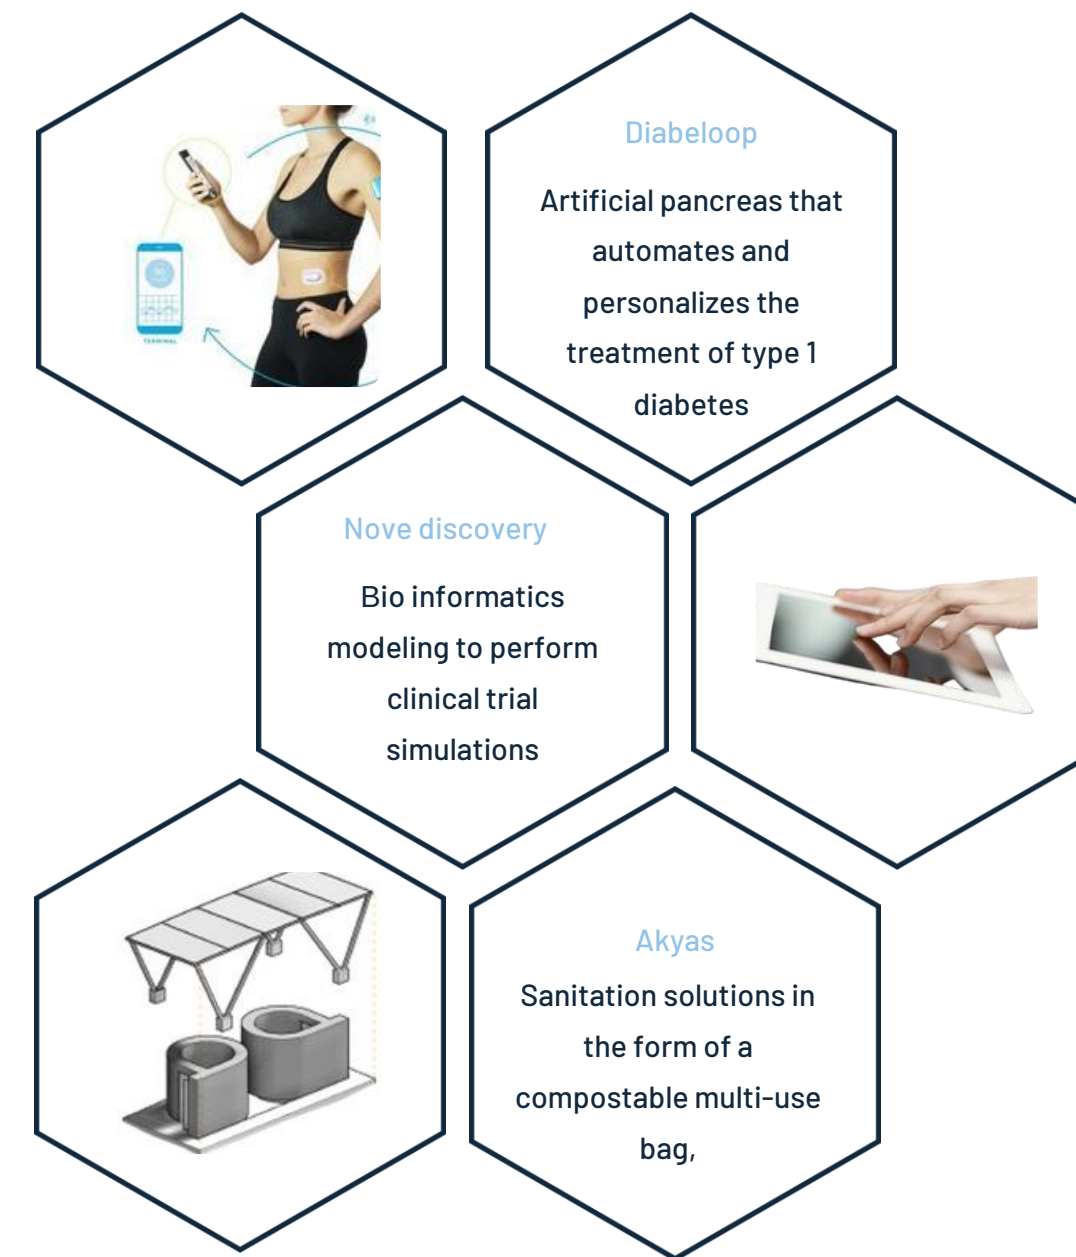 Diabeloop
Artificial pancreas that
automates and
personalizes the
treatment of type 1
diabetes
TERMINAL
Nove discovery
Bio informatics
modeling to perform
clinical trial
simulations
Akyas
Sanitation solutions in
the form of a
compostable multi-use
bag,